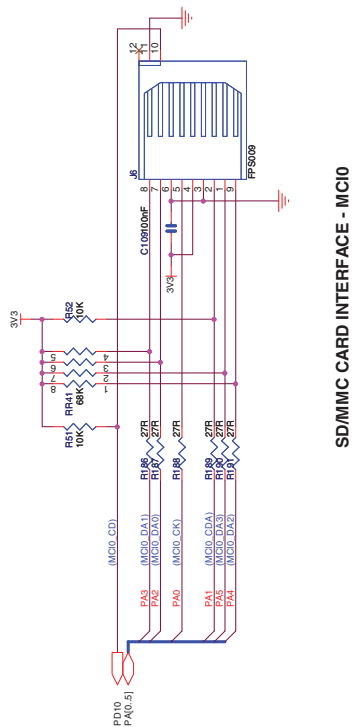 PD10
PA[0..5]
(MCI0_CD)
PA3 (MCI0_DA1)
PA2 (MCI0_DA0)
PA0 (MCI0_CK)
PA1 (MCI0_CDA)
PA5 (MCI0_DA3)
PA4 (MCI0_DA2)
R186 27R
R187 27R
R188 27R
R189 27R
R190 27R
R191 27R
3V3
R51
10K
RR41
68K
R52
10K
8 7 6 5
1 2 3 4
3V3
C109 100nF
J6
8
7
6
5
4
3
2
1
9
12
11
10
FPS009
SD/MMC CARD INTERFACE - MCI0